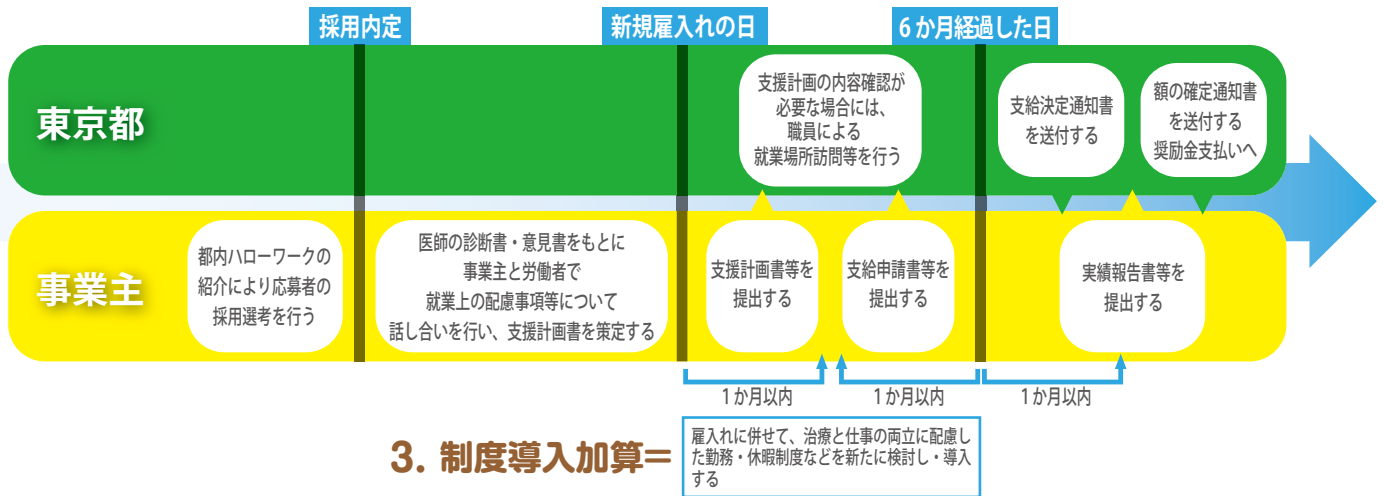 採用内定
新規雇入れの日
6か月経過した日
東京都
支援計画の内容確認が
必要な場合には、
職員による
就業場所訪問等を行う
支給決定通知書
を送付する
額の確定通知書
を送付する
奨励金支払いへ
事業主
都内ハローワークの
紹介により応募者の
採用選考を行う
医師の診断書・意見書をもとに
事業主と労働者で
就業上の配慮事項等について
話し合いを行い、支援計画書を策定する
支援計画書等を
提出する
支給申請書等を
提出する
実績報告書等を
提出する
1か月以内
1か月以内
1か月以内
3. 制度導入加算=
雇入れに併せて、治療と仕事の両立に配慮し
た勤務・休暇制度などを新たに検討し・導入
する